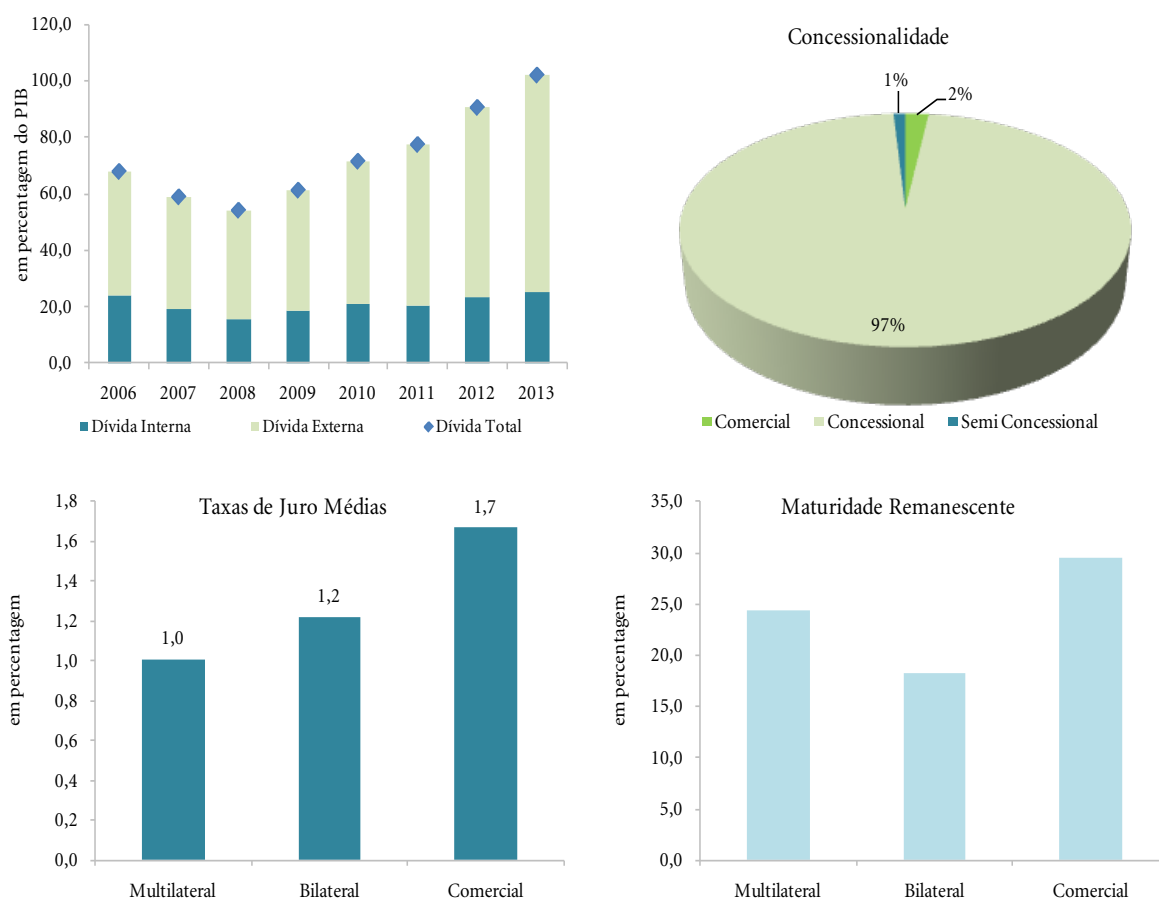 em percentagem do PIB
120,0
100,0
80,0
60,0
40,0
20,0
0,0
2006 2007 2008 2009 2010 2011 2012 2013
Dívida Interna Dívida Externa Dívida Total
Concessionalidade
1%
2%
97%
Comercial Concessional Semi Concessional
Taxas de Juro Médias
em percentagem
1,8
1,6
1,4
1,2
1,0
0,8
0,6
0,4
0,2
0,0
1,0
1,2
1,7
Multilateral Bilateral Comercial
Maturidade Remanescente
em percentagem
35,0
30,0
25,0
20,0
15,0
10,0
5,0
0,0
Multilateral Bilateral Comercial